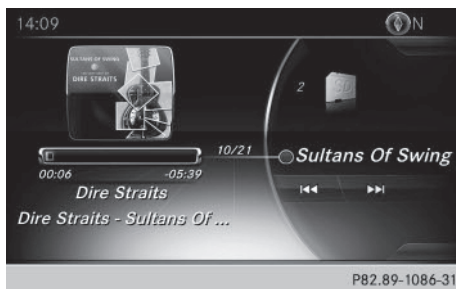 14:09
N
SULTANS OF SWING
DIRE STRAITS
2
SD
10/21
Sultans Of Swing
00:06
-05:39
Dire Straits
Dire Straits - Sultans Of ...
P82.89-1086-31